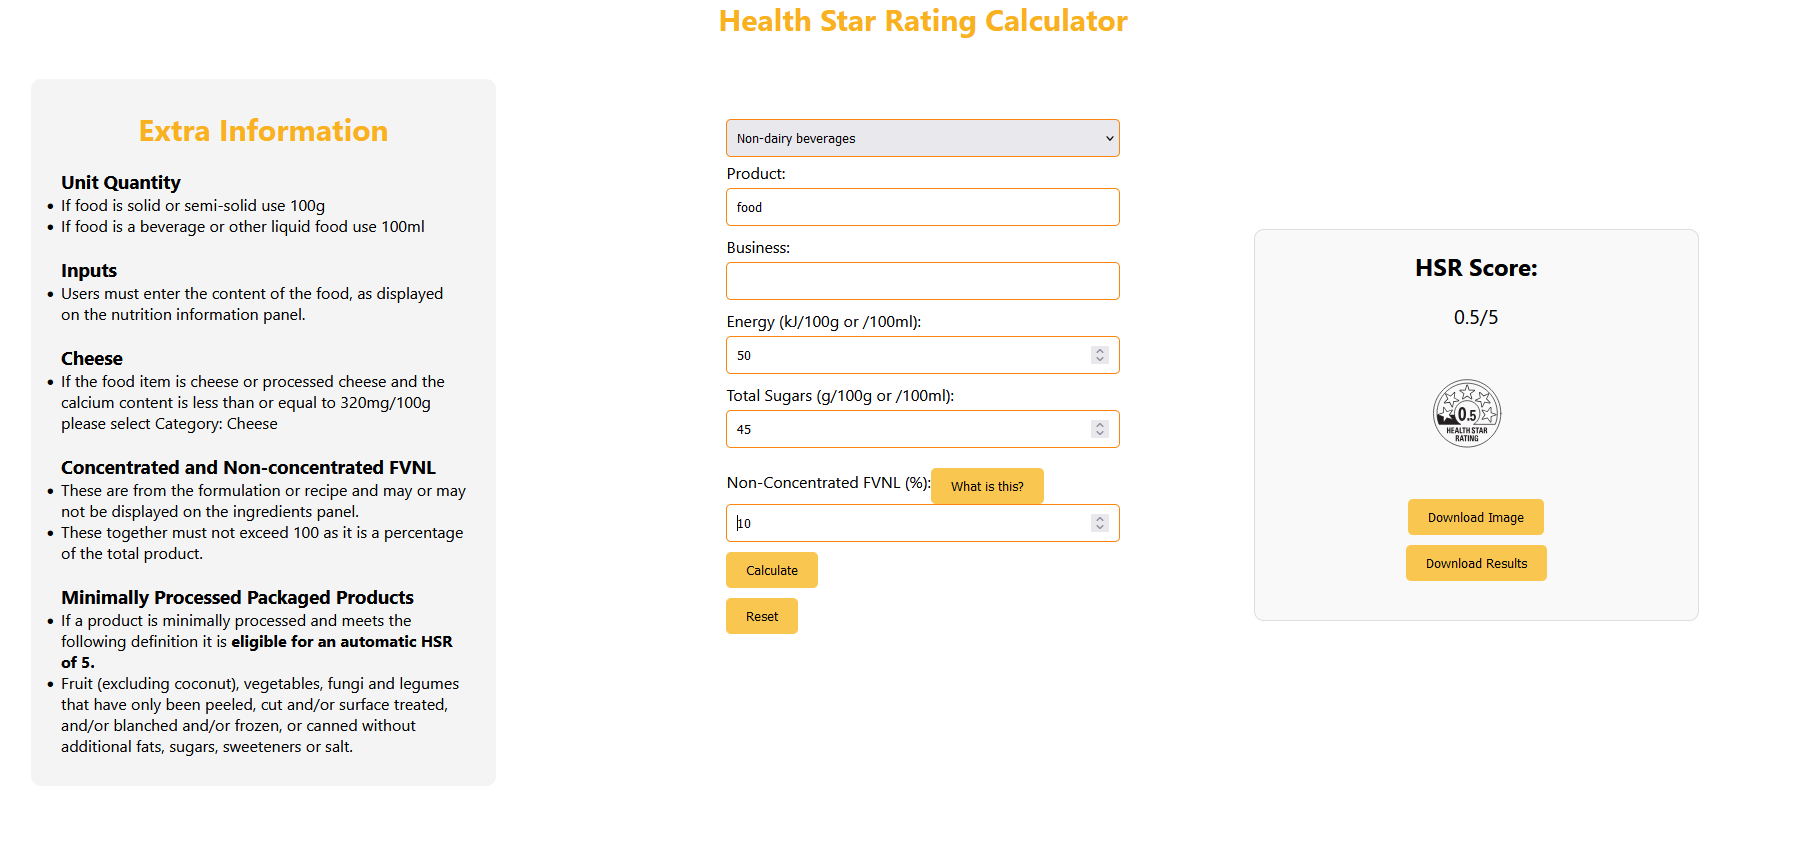 Health Star Rating Calculator
Extra Information
Unit Quantity
• If food is solid or semi-solid use 100g
• If food is a beverage or other liquid food use 100ml
Inputs
• Users must enter the content of the food, as displayed
on the nutrition information panel.
Cheese
• If the food item is cheese or processed cheese and the
calcium content is less than or equal to 320mg/100g
please select Category: Cheese
Concentrated and Non-concentrated FVNL
• These are from the formulation or recipe and may or may
not be displayed on the ingredients panel.
• These together must not exceed 100 as it is a percentage
of the total product.
Minimally Processed Packaged Products
• If a product is minimally processed and meets the
following definition it is eligible for an automatic HSR
of 5.
• Fruit (excluding coconut), vegetables, fungi and legumes
that have only been peeled, cut and/or surface treated,
and/or blanched and/or frozen, or canned without
additional fats, sugars, sweeteners or salt.
Non-dairy beverages
Product:
food
Business:
Energy (kJ/100g or /100ml):
50
Total Sugars (g/100g or /100ml):
45
Non-Concentrated FVNL (%): What is this?
10
Calculate
Reset
HSR Score:
0.5/5
0.5
HEALTH STAR
RATING
Download Image
Download Results